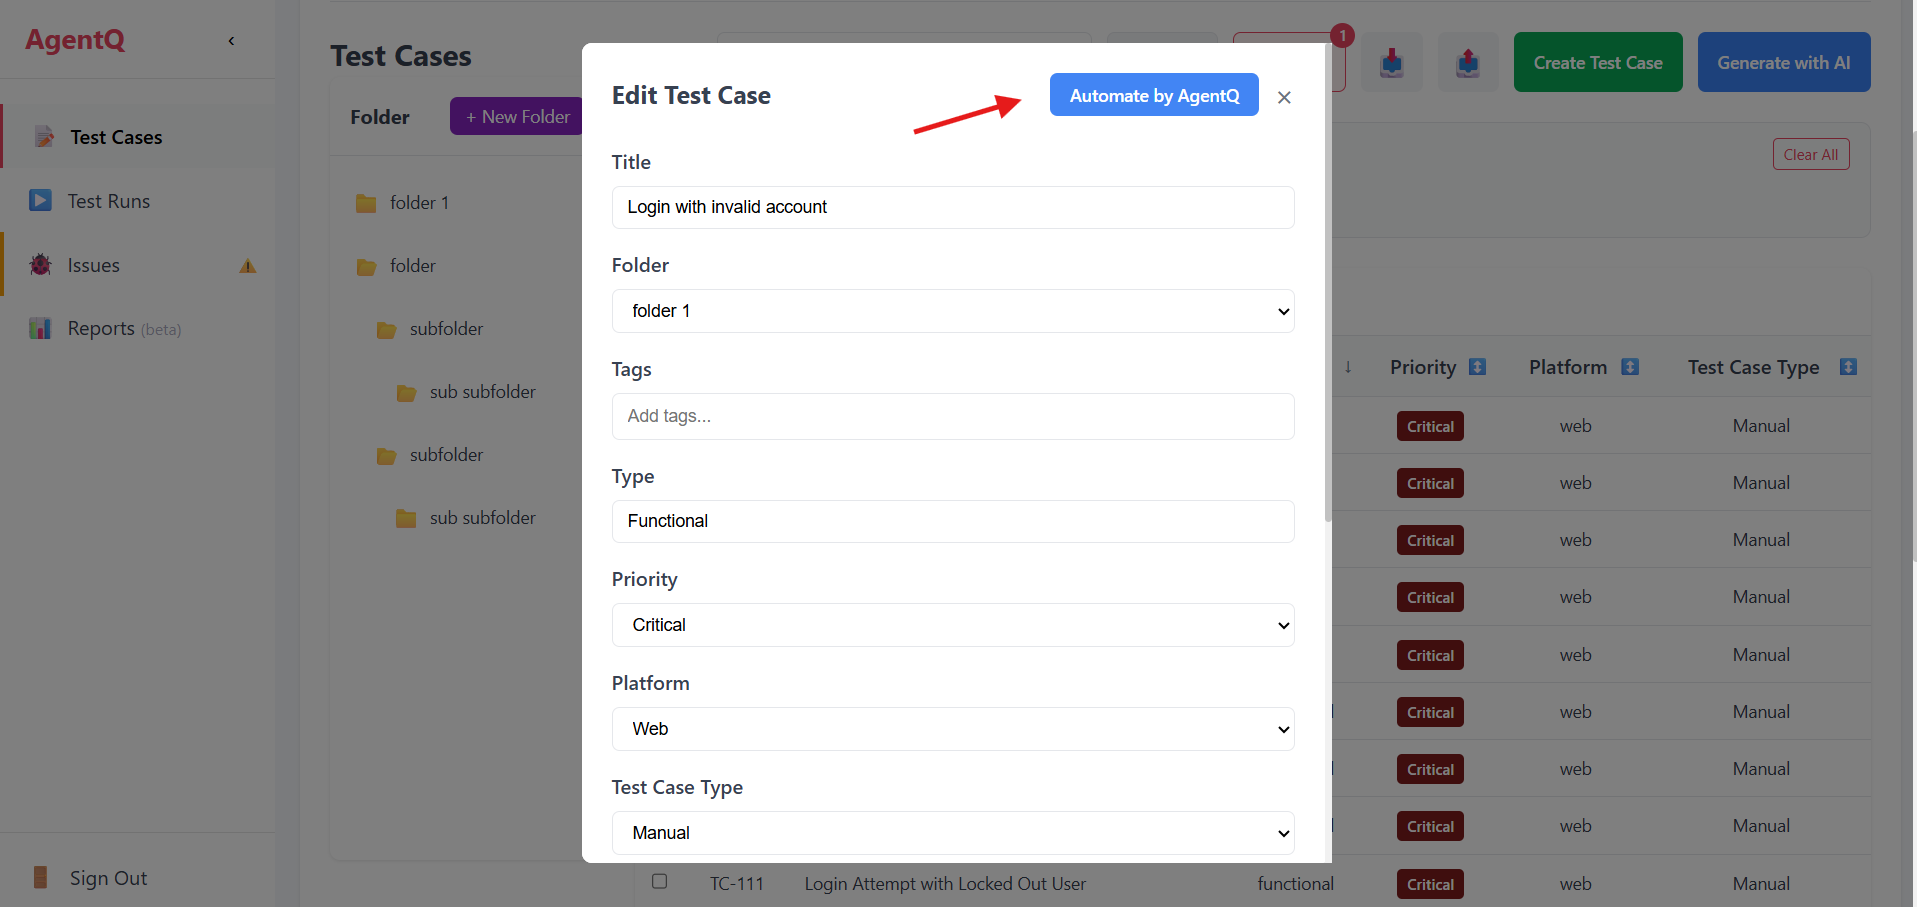 AgentQ
‹
Test Cases
Test Runs
Issues
Reports (beta)
Sign Out
Test Cases
1
Create Test Case
Generate with AI
Folder
+ New Folder
folder 1
folder
subfolder
sub subfolder
subfolder
sub subfolder
Clear All
Edit Test Case
Automate by AgentQ
×
Title
Login with invalid account
Folder
folder 1
Tags
Add tags...
Type
Functional
Priority
Critical
Platform
Web
Test Case Type
Manual
↓ Priority Platform Test Case Type
Critical web Manual
Critical web Manual
Critical web Manual
Critical web Manual
Critical web Manual
Critical web Manual
Critical web Manual
Critical web Manual
TC-111 Login Attempt with Locked Out User functional Critical web Manual